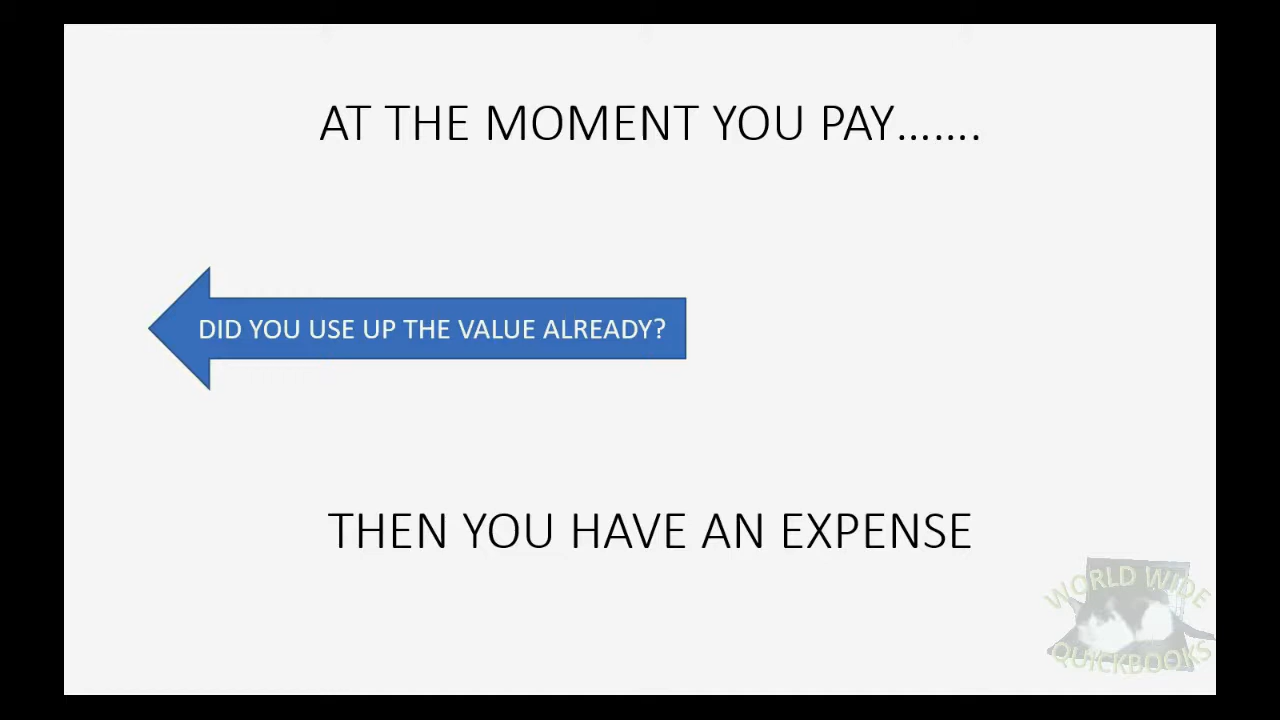 AT THE MOMENT YOU PAY.......
DID YOU USE UP THE VALUE ALREADY?
THEN YOU HAVE AN EXPENSE
WORLD WIDE
QUICKBOOKS